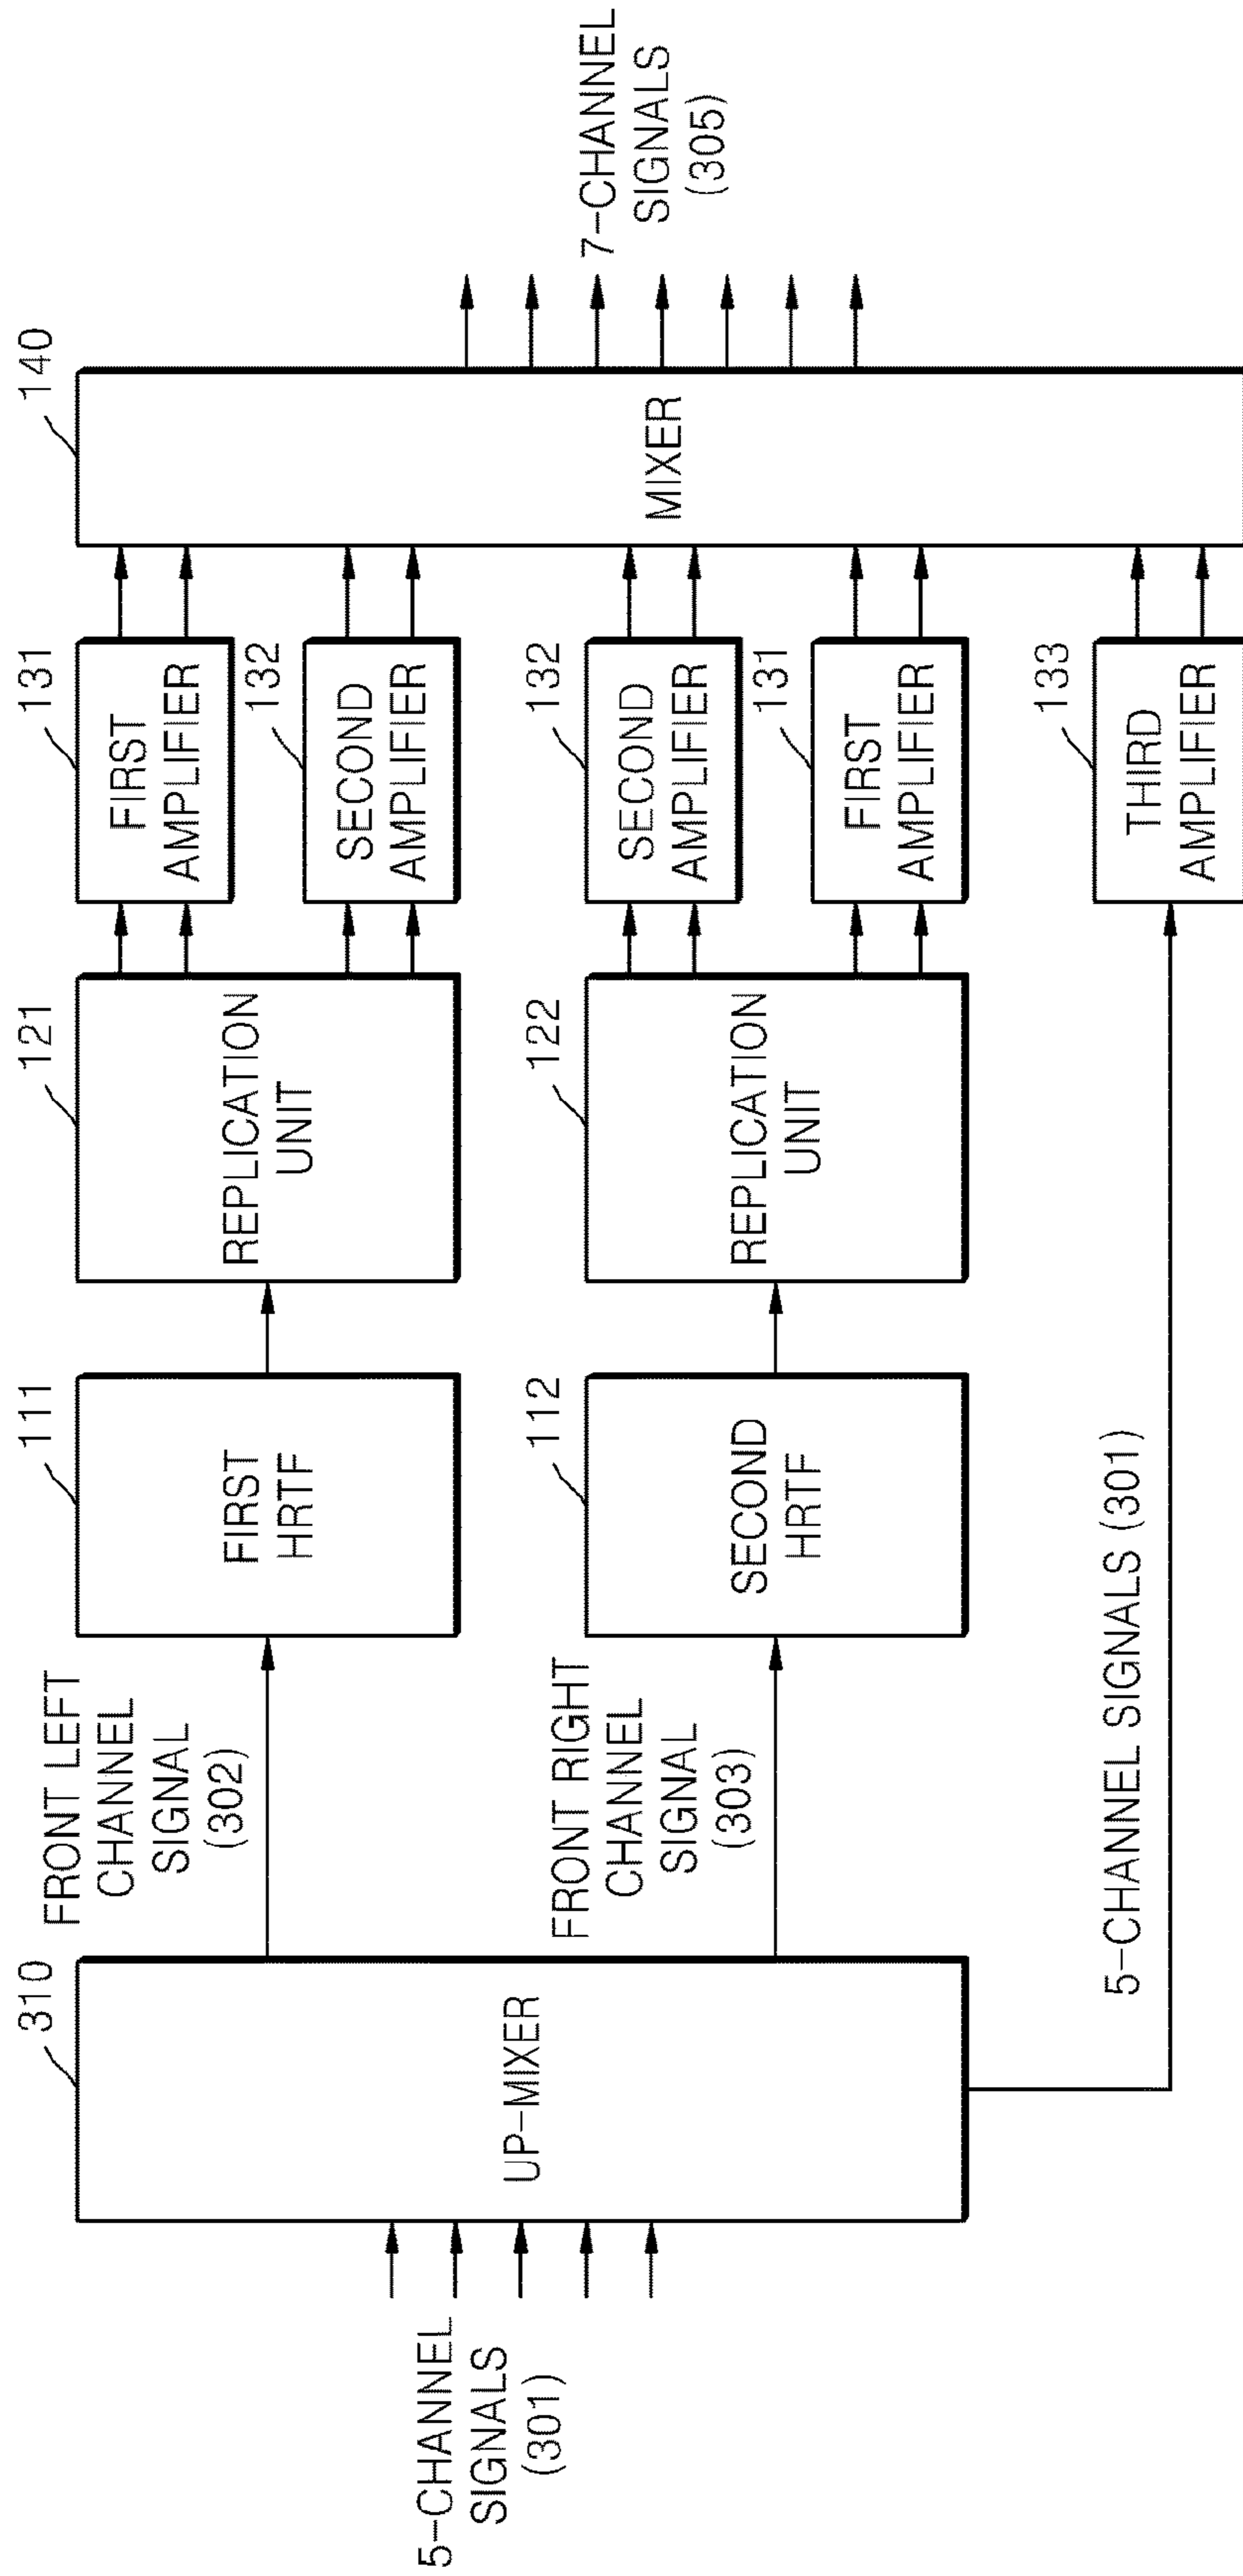 5-CHANNEL
SIGNALS
(301)
310
UP-MIXER
FRONT LEFT
CHANNEL
SIGNAL
(302)
FRONT RIGHT
CHANNEL
SIGNAL
(303)
5-CHANNEL SIGNALS (301)
111
FIRST
HRTF
112
SECOND
HRTF
121
REPLICATION
UNIT
122
REPLICATION
UNIT
131
FIRST
AMPLIFIER
132
SECOND
AMPLIFIER
132
SECOND
AMPLIFIER
131
FIRST
AMPLIFIER
133
THIRD
AMPLIFIER
140
MIXER
7-CHANNEL
SIGNALS
(305)